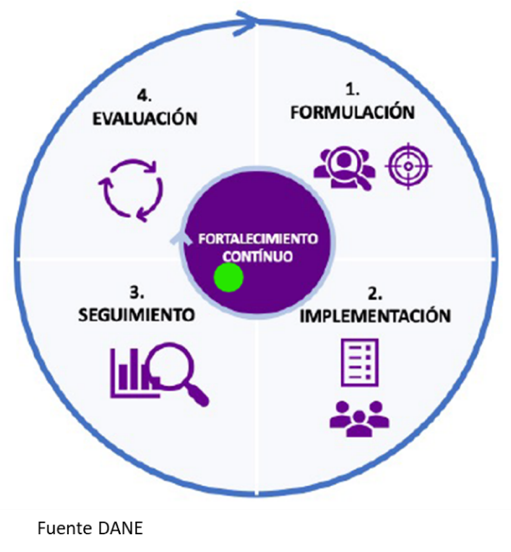 1.
FORMULACIÓN
2.
IMPLEMENTACIÓN
3.
SEGUIMIENTO
4.
EVALUACIÓN
FORTALECIMIENTO
CONTÍNUO
Fuente DANE